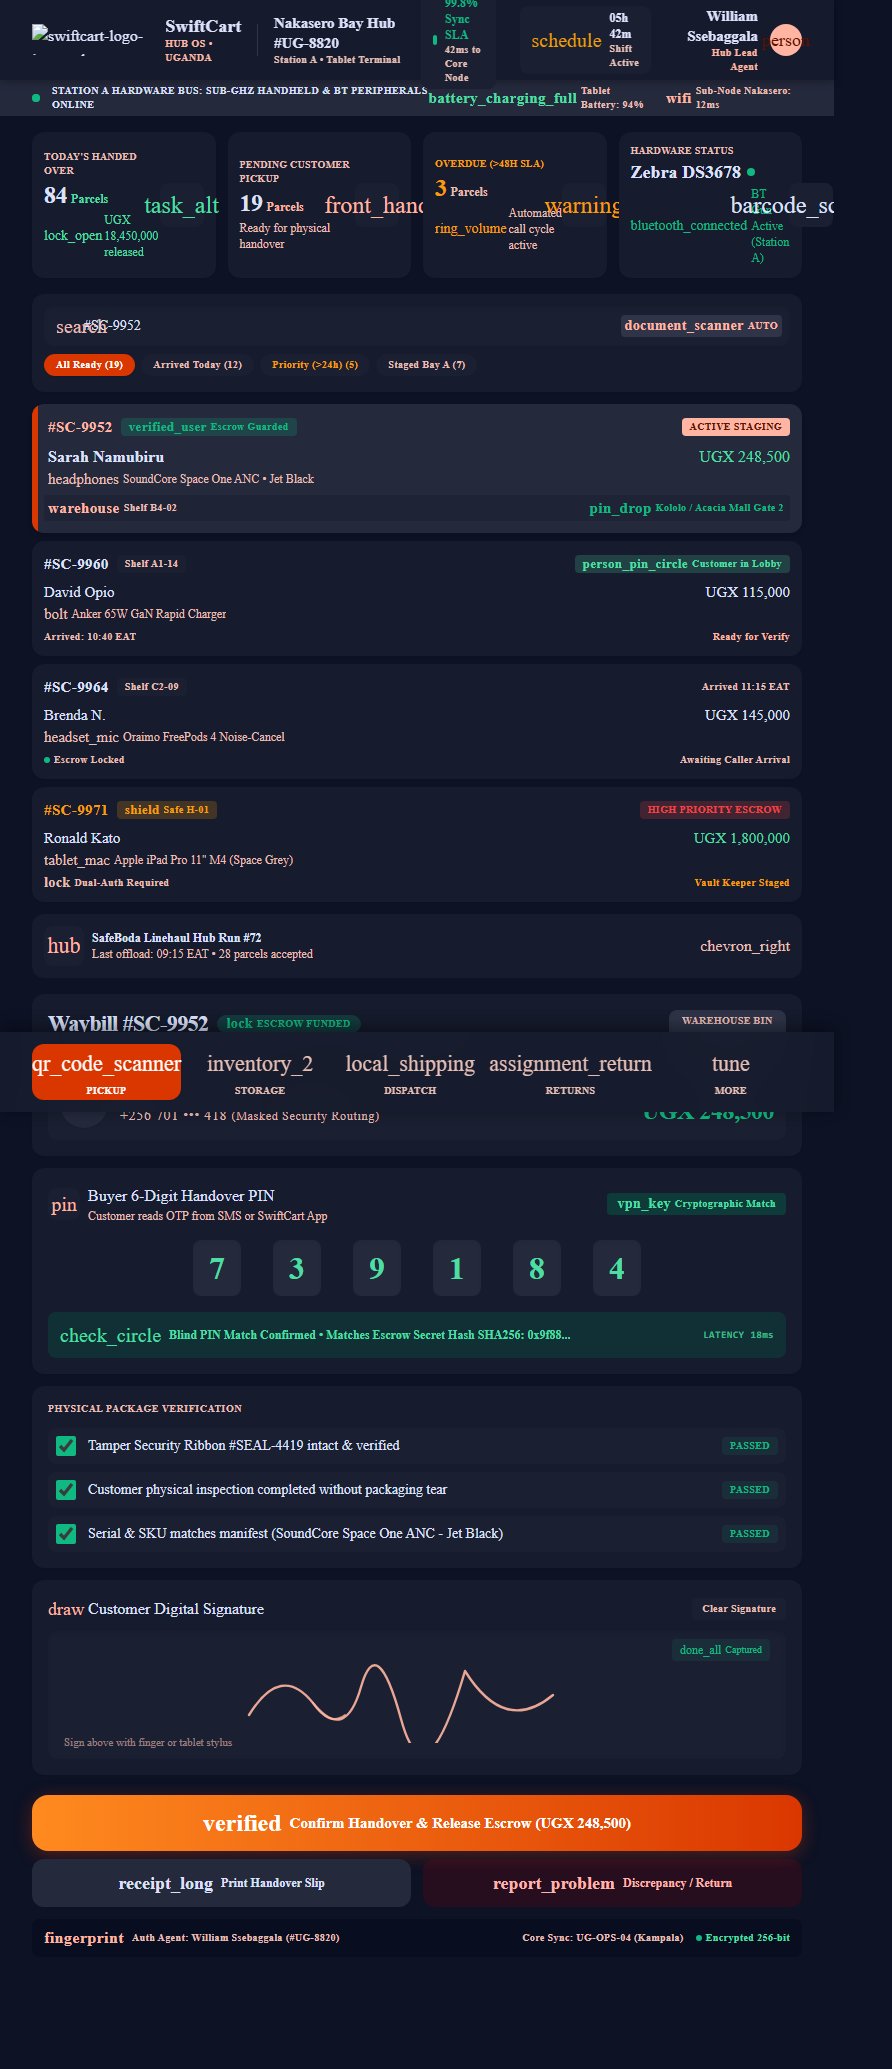 swiftcart-logo-
SwiftCart
HUB OS •
UGANDA
Nakasero Bay Hub
#UG-8820
Station A • Tablet Terminal
99.8%
Sync
SLA
42ms to
Core
Node
schedule
05h
42m
Shift
Active
William
Ssebaggala
Hub Lead
Agent
person
STATION A HARDWARE BUS: SUB-GHZ HANDHELD & BT PERIPHERALS
ONLINE
battery_charging_full
Tablet
Battery: 94%
wifi
Sub-Node Nakasero:
12ms
TODAY'S HANDED
OVER
84 Parcels
lock_open
UGX
18,450,000
released
task_alt
PENDING CUSTOMER
PICKUP
19 Parcels
Ready for physical
handover
front_hand
OVERDUE (>48H SLA)
3 Parcels
ring_volume
Automated
call cycle
active
warning
HARDWARE STATUS
Zebra DS3678
bluetooth_connected
BT
Active
(Station
A)
search
#SC-9952
document_scanner AUTO
All Ready (19)
Arrived Today (12)
Priority (>24h) (5)
Staged Bay A (7)
#SC-9952
verified_user Escrow Guarded
ACTIVE STAGING
Sarah Namubiru
UGX 248,500
headphones SoundCore Space One ANC • Jet Black
warehouse Shelf B4-02
pin_drop Kololo / Acacia Mall Gate 2
#SC-9960
Shelf A1-14
person_pin_circle Customer in Lobby
David Opio
UGX 115,000
bolt Anker 65W GaN Rapid Charger
Arrived: 10:40 EAT
Ready for Verify
#SC-9964
Shelf C2-09
Arrived 11:15 EAT
Brenda N.
UGX 145,000
headset_mic Oraimo FreePods 4 Noise-Cancel
Escrow Locked
Awaiting Caller Arrival
#SC-9971
shield Safe H-01
HIGH PRIORITY ESCROW
Ronald Kato
UGX 1,800,000
tablet_mac Apple iPad Pro 11" M4 (Space Grey)
lock Dual-Auth Required
Vault Keeper Staged
hub
SafeBoda Linehaul Hub Run #72
Last offload: 09:15 EAT • 28 parcels accepted
chevron_right
Waybill #SC-9952
lock ESCROW FUNDED
WAREHOUSE BIN
qr_code_scanner
PICKUP
inventory_2
STORAGE
local_shipping
DISPATCH
assignment_return
RETURNS
tune
MORE
+256 701 ••• 418 (Masked Security Routing)
UGX 248,500
pin
Buyer 6-Digit Handover PIN
Customer reads OTP from SMS or SwiftCart App
vpn_key Cryptographic Match
7 3 9 1 8 4
check_circle
Blind PIN Match Confirmed • Matches Escrow Secret Hash SHA256: 0x9f88...
LATENCY 18ms
PHYSICAL PACKAGE VERIFICATION
Tamper Security Ribbon #SEAL-4419 intact & verified
PASSED
Customer physical inspection completed without packaging tear
PASSED
Serial & SKU matches manifest (SoundCore Space One ANC - Jet Black)
PASSED
draw Customer Digital Signature
Clear Signature
done_all Captured
Sign above with finger or tablet stylus
verified Confirm Handover & Release Escrow (UGX 248,500)
receipt_long Print Handover Slip
report_problem Discrepancy / Return
fingerprint Auth Agent: William Ssebaggala (#UG-8820)
Core Sync: UG-OPS-04 (Kampala)
Encrypted 256-bit